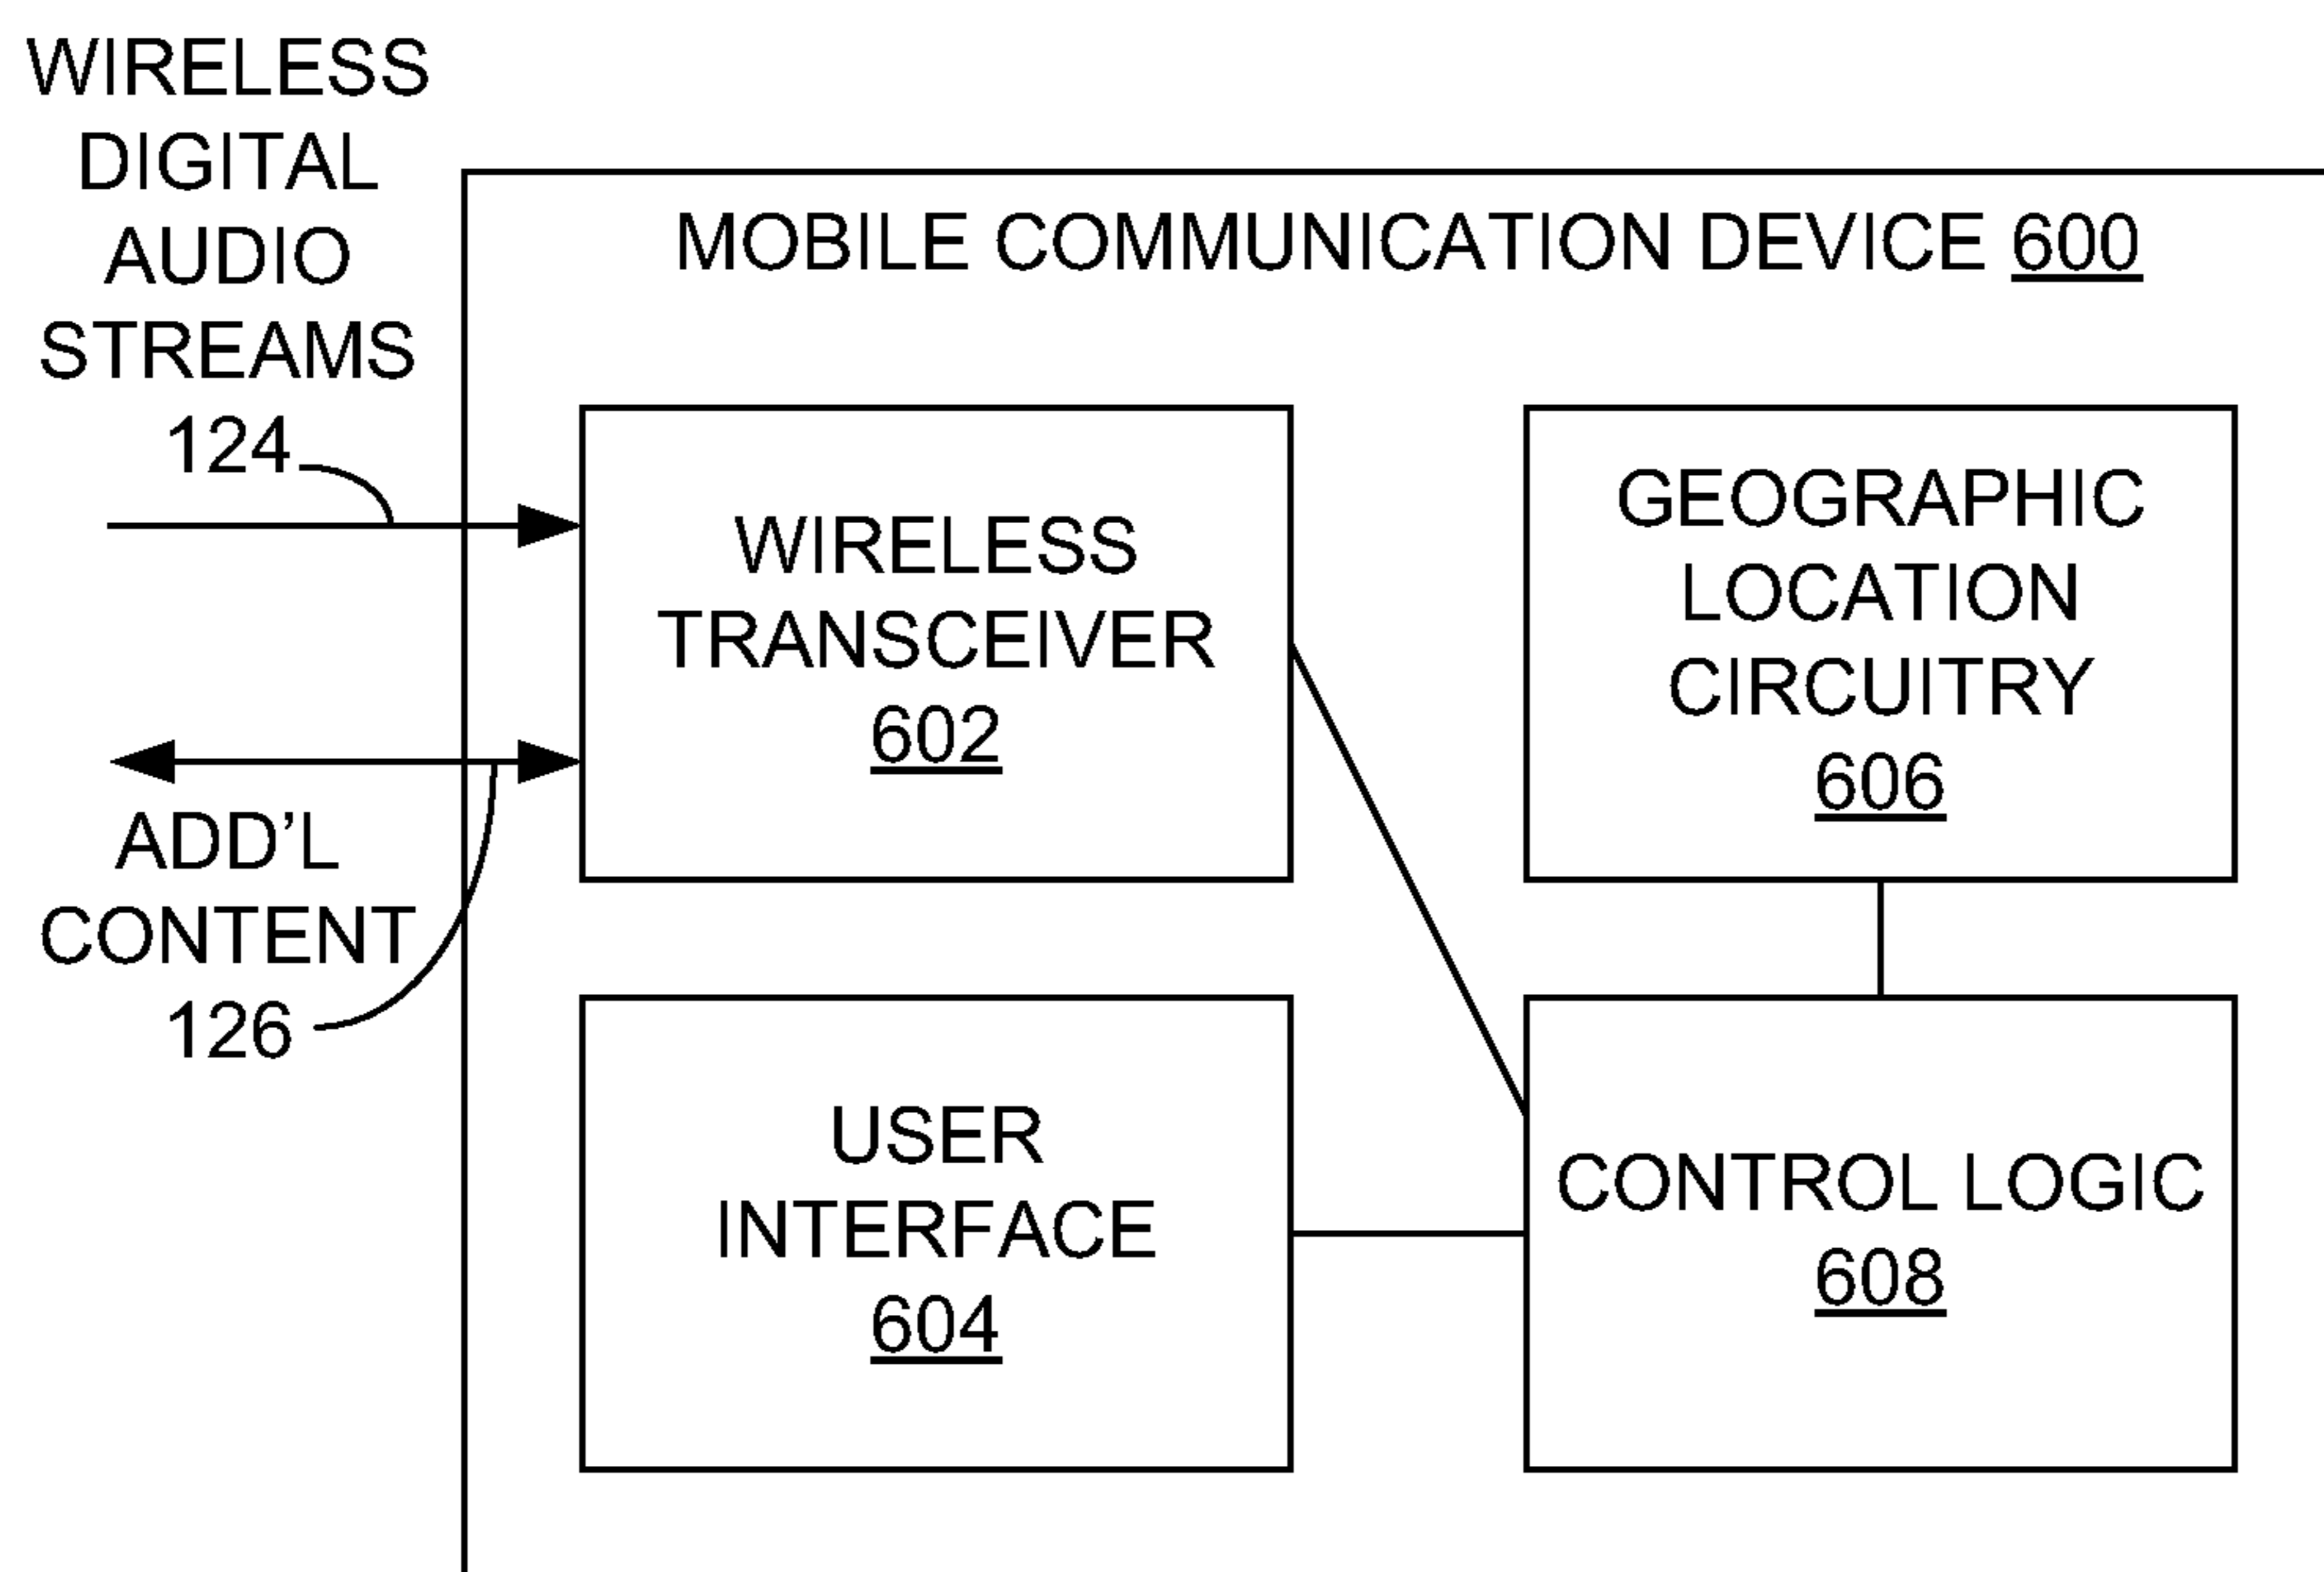 WIRELESS
DIGITAL
AUDIO
STREAMS
124
MOBILE COMMUNICATION DEVICE 600
WIRELESS
TRANSCEIVER
602
GEOGRAPHIC
LOCATION
CIRCUITRY
606
ADD’L
CONTENT
126
USER
INTERFACE
604
CONTROL LOGIC
608